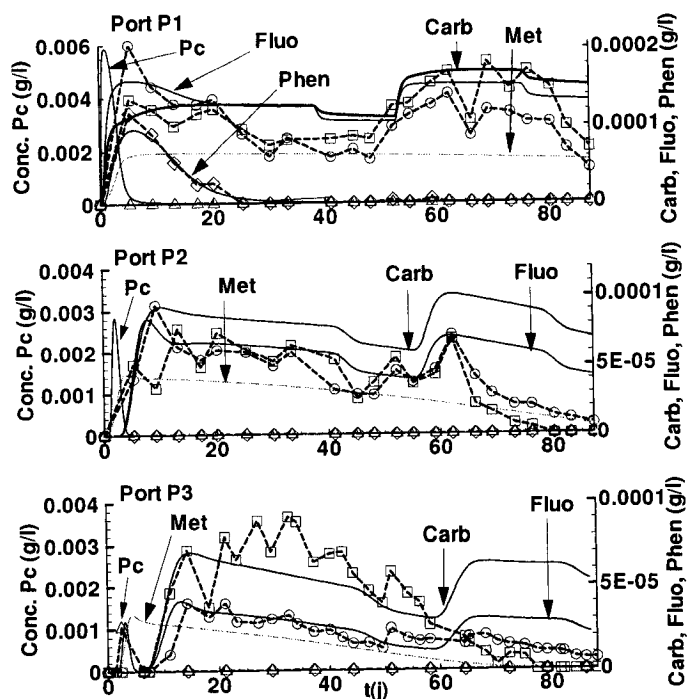 Port P1
Pc
Fluo
Phen
Carb
Met
0.006
0.004
0.002
0
Conc. Pc (g/l)
0.0002
0.0001
0
Carb, Fluo, Phen (g/l)
0 20 40 60 80
Port P2
Pc
Met
Carb
Fluo
0.004
0.003
0.002
0.001
0
Conc. Pc (g/l)
0.0001
5E-05
0
Carb, Fluo, Phen (g/l)
0 20 40 60 80
Port P3
Met
Pc
Carb
Fluo
0.004
0.003
0.002
0.001
0
Conc. Pc (g/l)
0.0001
5E-05
0
Carb, Fluo, Phen (g/l)
0 20 40 60 80
t(j)